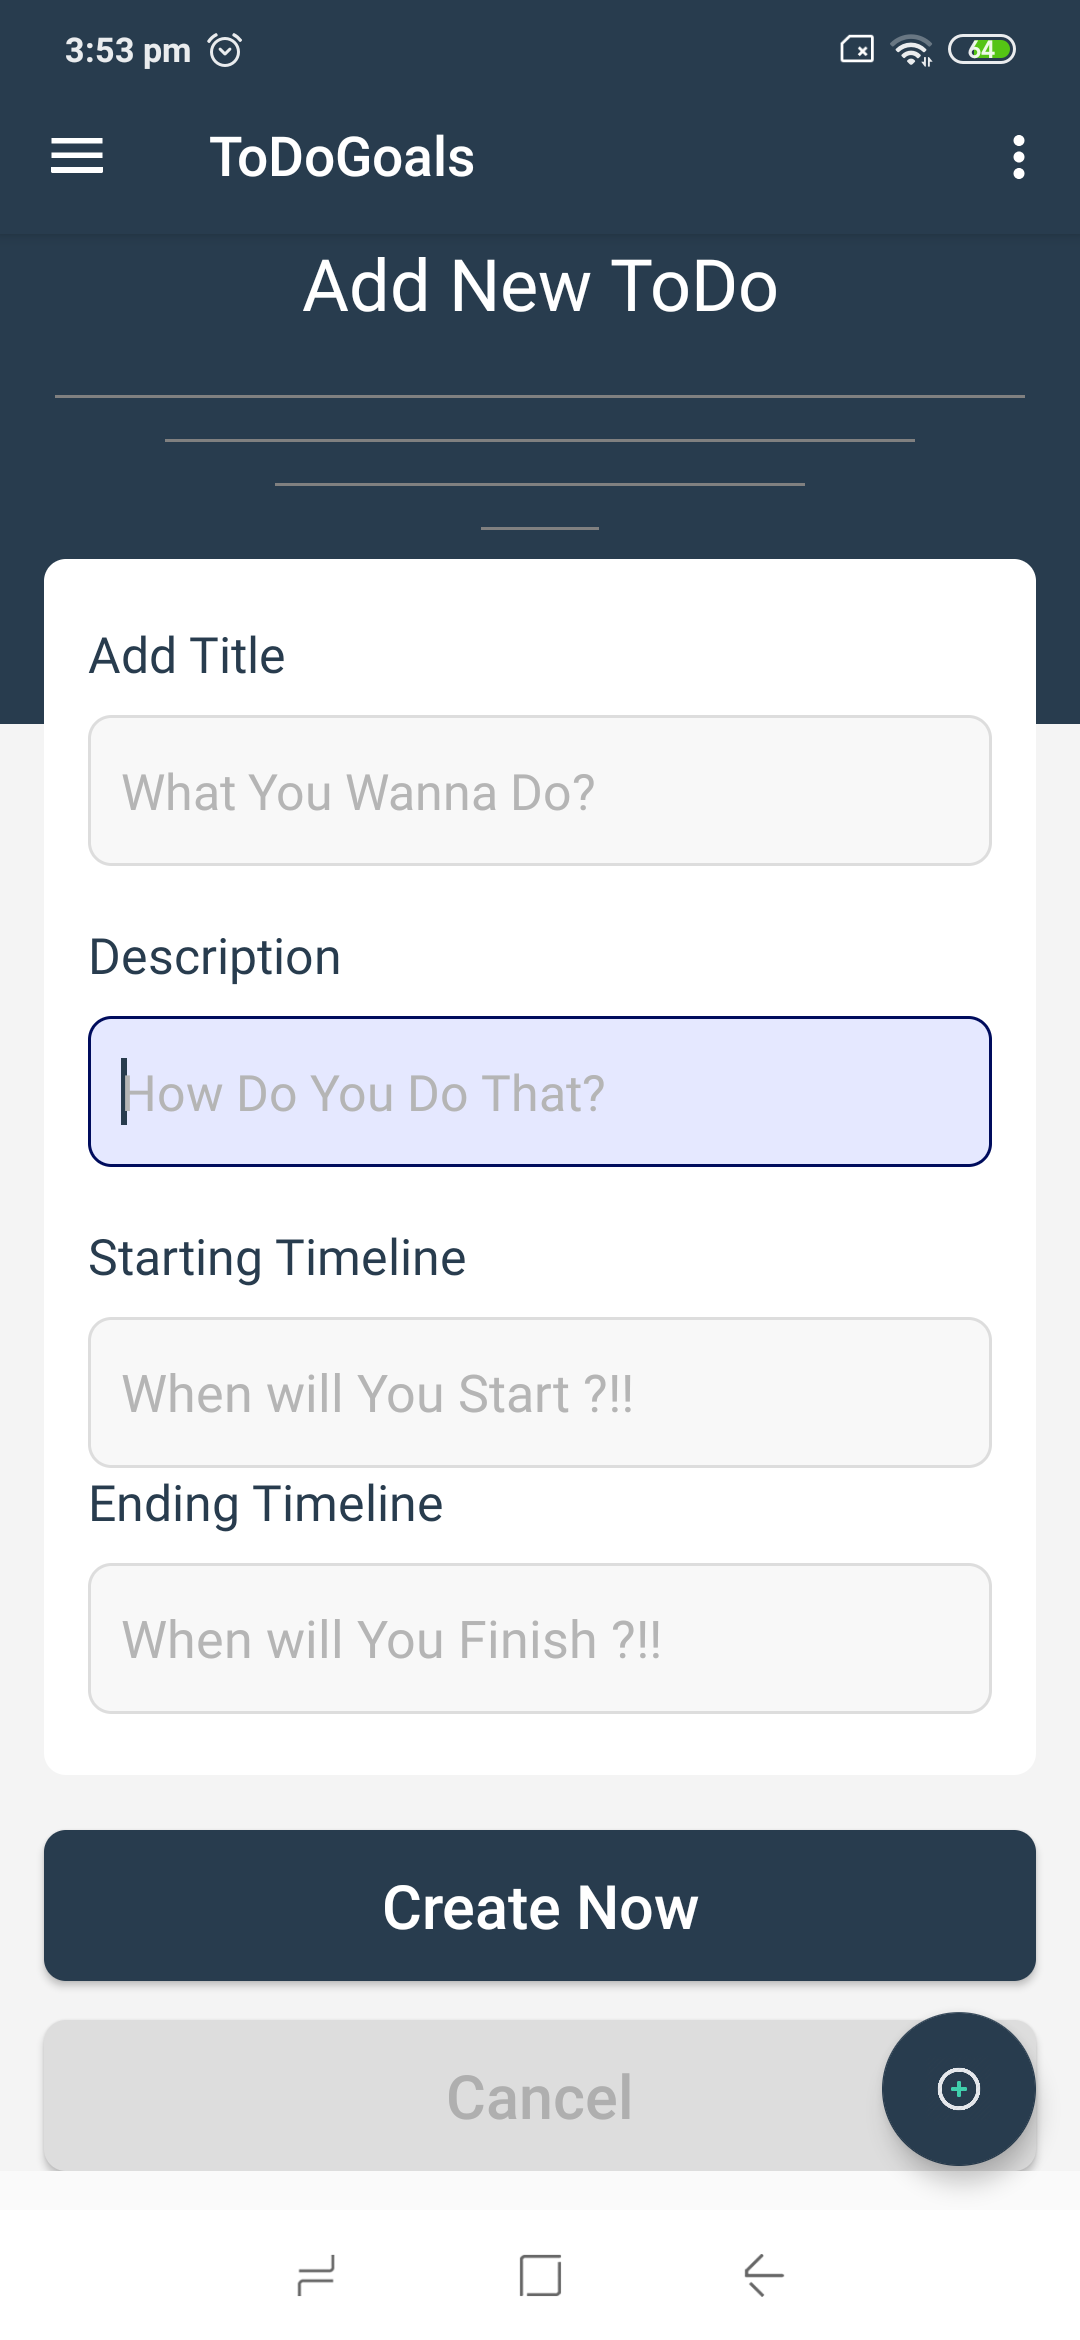 3:53 pm
64
ToDoGoals
Add New ToDo
Add Title
What You Wanna Do?
Description
How Do You Do That?
Starting Timeline
When will You Start ?!!
Ending Timeline
When will You Finish ?!!
Create Now
Cancel